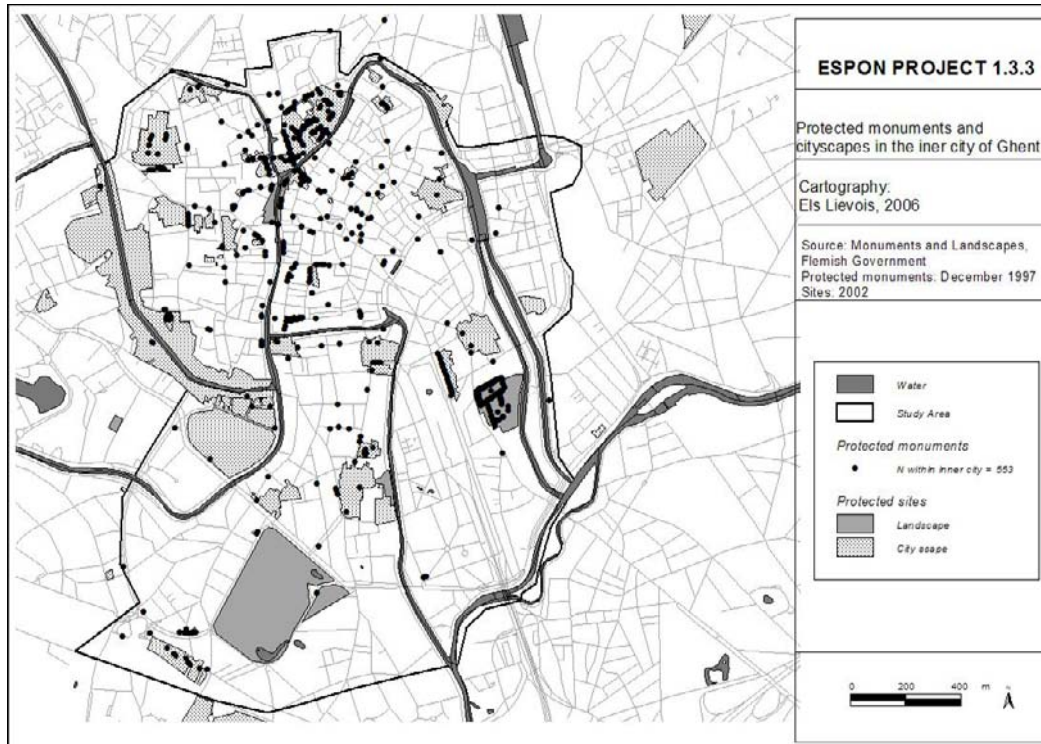 ESPON PROJECT 1.3.3
Protected monuments and
cityscapes in the iner city of Ghent
Cartography:
Els Lievois, 2006
Source: Monuments and Landscapes,
Flemish Government
Protected monuments: December 1997
Sites: 2002
Water
Study Area
Protected monuments
N within inner city = 553
Protected sites
Landscape
City scape
0 200 400 m